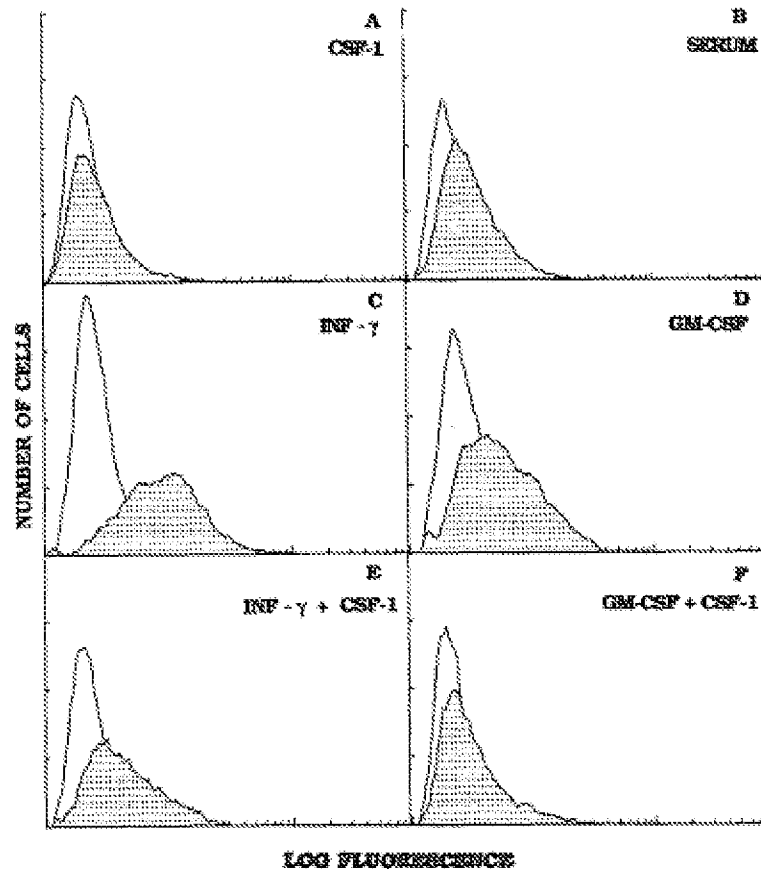 A
CSF-1
B
SERUM
C
INF - γ
D
GM-CSF
E
INF - γ + CSF-1
F
GM-CSF + CSF-1
NUMBER OF CELLS
LOG FLUORESCENCE